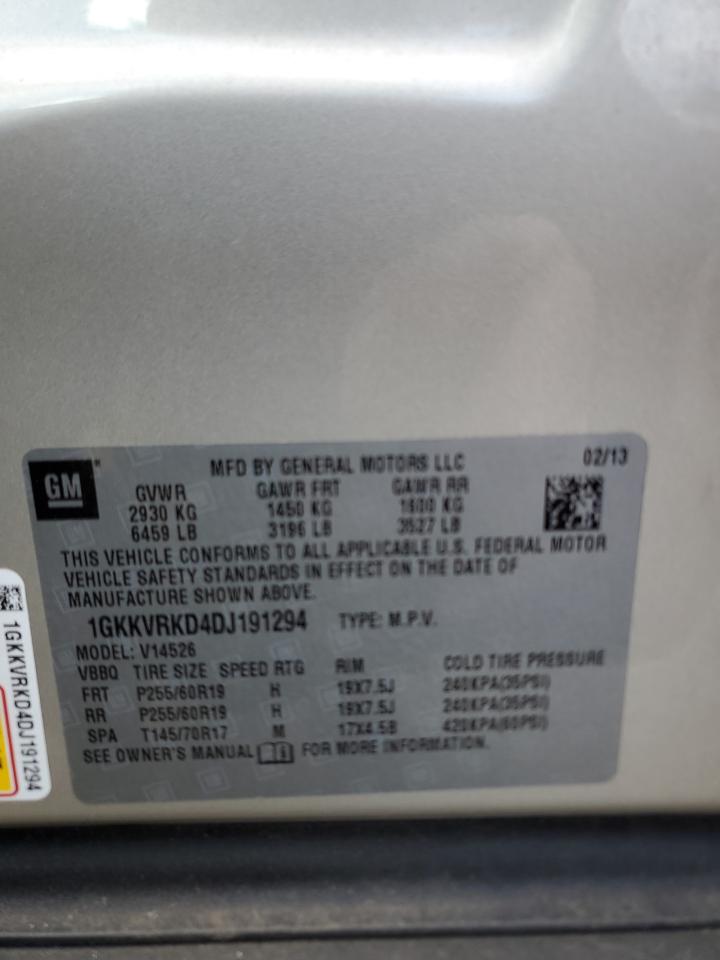 GM
MFD BY GENERAL MOTORS LLC 02/13
GVWR GAWR FRT GAWR RR
2930 KG 1450 KG 1600 KG
6459 LB 3196 LB 3527 LB
THIS VEHICLE CONFORMS TO ALL APPLICABLE U.S. FEDERAL MOTOR
VEHICLE SAFETY STANDARDS IN EFFECT ON THE DATE OF
MANUFACTURE SHOWN ABOVE.
1GKKVRKD4DJ191294 TYPE: M.P.V.
MODEL: V14526
VBBQ TIRE SIZE SPEED RTG RIM COLD TIRE PRESSURE
FRT P255/60R19 H 19X7.5J 240KPA(35PSI)
RR P255/60R19 H 19X7.5J 240KPA(35PSI)
SPA T145/70R17 M 17X4.5B 420KPA(60PSI)
SEE OWNER'S MANUAL FOR MORE INFORMATION.
1GKKVRKD4DJ191294